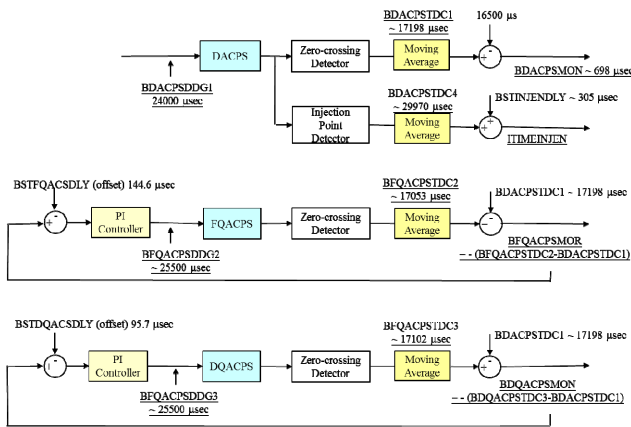 BDACPSTDC1
~ 17198 μsec
16500 μs
DACPS
Zero-crossing
Detector
Moving
Average
BDACPSMON ~ 698 μsec
BDACPSDDG1
24000 μsec
BDACPSTDC4
~ 29970 μsec
BSTINJENDLY ~ 305 μsec
Injection
Point
Detector
Moving
Average
ITIMEINJEN
BSTFQACSDLY (offset) 144.6 μsec
BFQACPSTDC2
~ 17053 μsec
BDACPSTDC1 ~ 17198 μsec
PI
Controller
FQACPS
Zero-crossing
Detector
Moving
Average
BFQACPSDDG2
~ 25500 μsec
BFQACPSMOR
~ - (BFQACPSTDC2-BDACPSTDC1)
BSTDQACSDLY (offset) 95.7 μsec
BFQACPSTDC3
~ 17102 μsec
BDACPSTDC1 ~ 17198 μsec
PI
Controller
DQACPS
Zero-crossing
Detector
Moving
Average
BFQACPSDDG3
~ 25500 μsec
BDQACPSMON
~ - (BDQACPSTDC3-BDACPSTDC1)